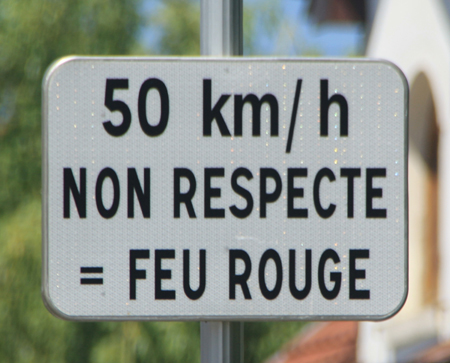 50 km/h
NON RESPECTE
= FEU ROUGE